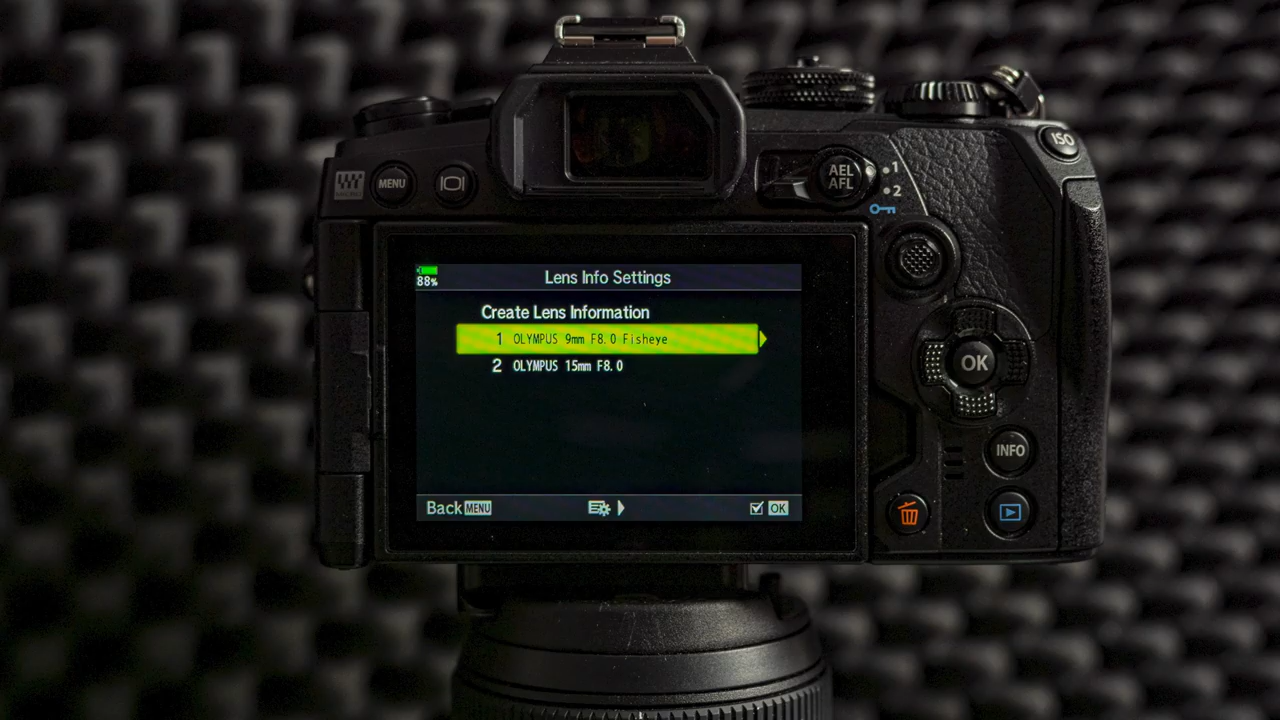 ISO
MENU
AEL
AFL
1
2
88%
Lens Info Settings
Create Lens Information
1 OLYMPUS 9mm F8.0 Fisheye
2 OLYMPUS 15mm F8.0
OK
INFO
Back MENU
OK